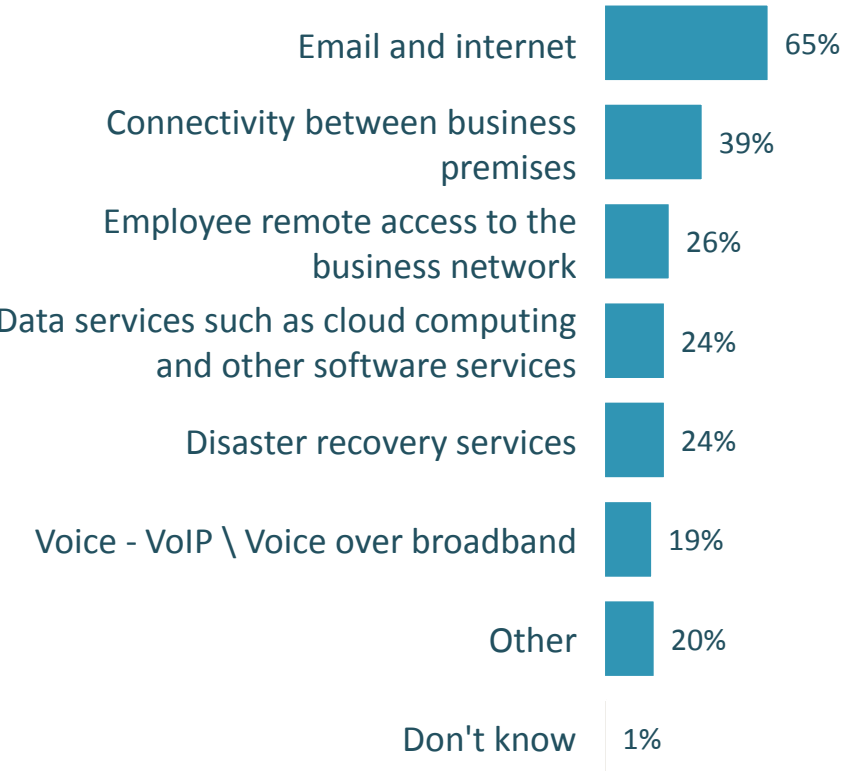 Email and internet 65%
Connectivity between business
premises 39%
Employee remote access to the
business network 26%
Data services such as cloud computing
and other software services 24%
Disaster recovery services 24%
Voice - VoIP \ Voice over broadband 19%
Other 20%
Don't know 1%